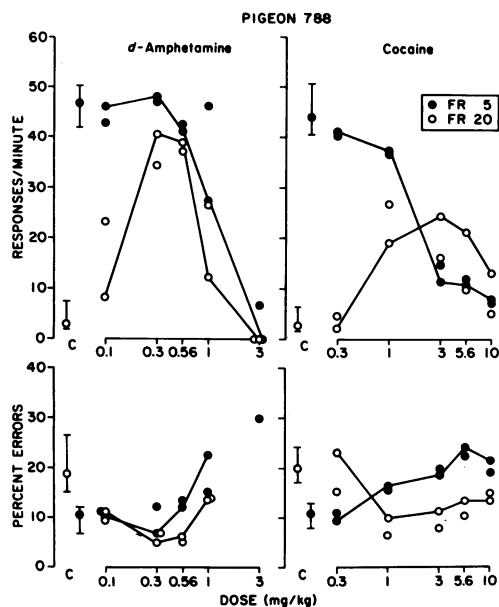 PIGEON 788
d-Amphetamine
Cocaine
RESPONSES/MINUTE
60
50
40
30
20
10
0
C
0.1
0.3
0.56
1
3
C
0.3
1
3
5.6
10
FR 5
FR 20
PERCENT ERRORS
40
30
20
10
0
C
0.1
0.3
0.56
1
3
C
0.3
1
3
5.6
10
DOSE (mg/kg)